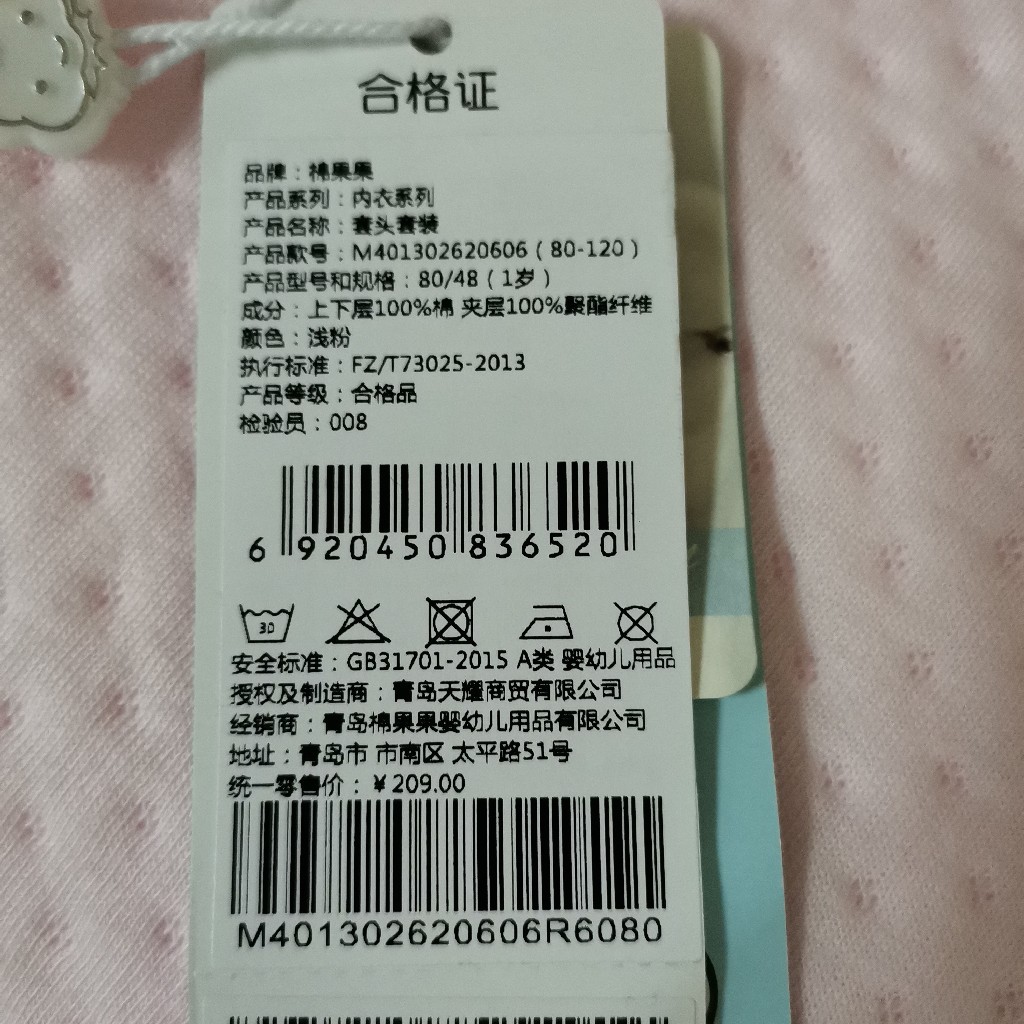 合格证
品牌：棉果果
产品系列：内衣系列
产品名称：套头套装
产品款号：M401302620606（80-120）
产品型号和规格：80/48（1岁）
成分：上下层100%棉 夹层100%聚酯纤维
颜色：浅粉
执行标准：FZ/T73025-2013
产品等级：合格品
检验员：008
6 920450 836520
30
安全标准：GB31701-2015 A类 婴幼儿用品
授权及制造商：青岛天耀商贸有限公司
经销商：青岛棉果果婴幼儿用品有限公司
地址：青岛市 市南区 太平路51号
统一零售价：￥209.00
M401302620606R6080